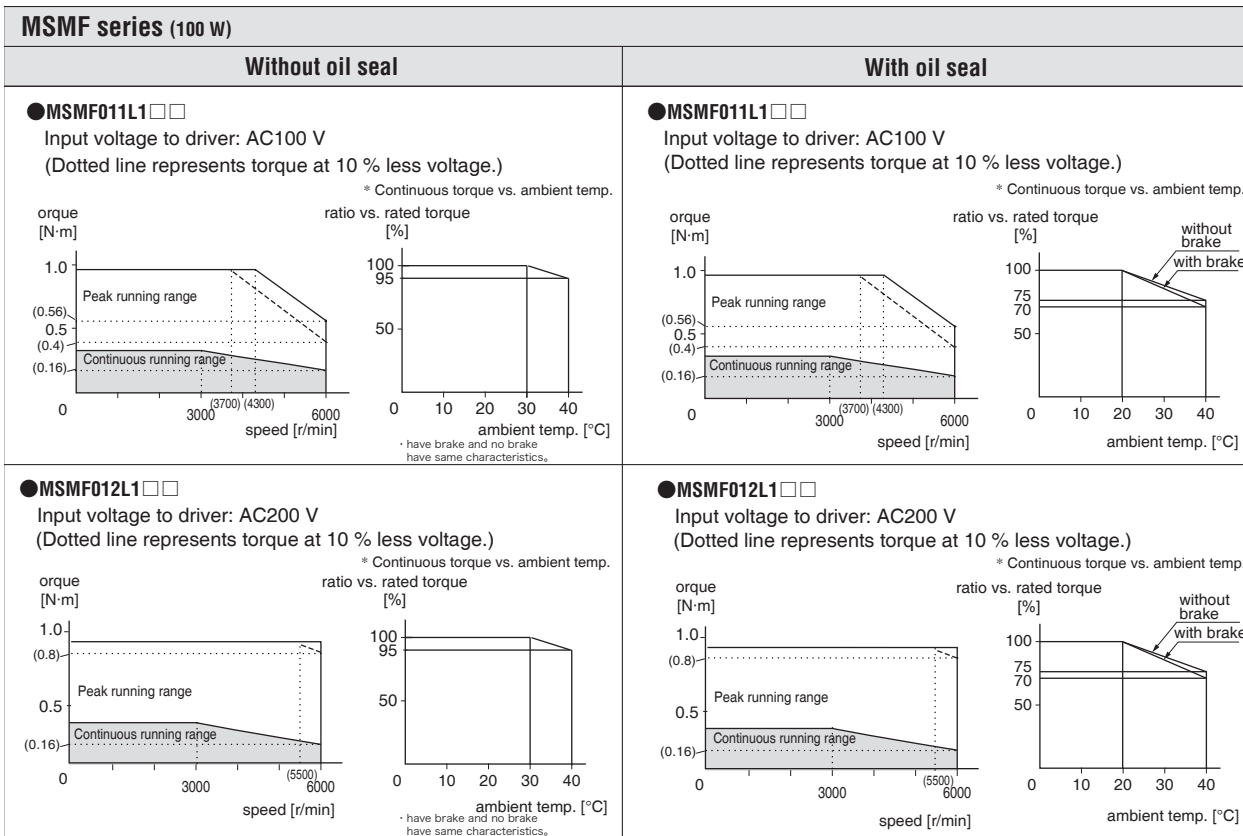 MSMF series (100 W)
Without oil seal
With oil seal
●MSMF011L1□□
Input voltage to driver: AC100 V
(Dotted line represents torque at 10 % less voltage.)
* Continuous torque vs. ambient temp.
orque
[N·m]
1.0
Peak running range
(0.56)
0.5
(0.4)
Continuous running range
(0.16)
0
3000
(3700)
(4300)
6000
speed [r/min]
ratio vs. rated torque
[%]
100
95
50
0
10
20
30
40
ambient temp. [°C]
· have brake and no brake
have same characteristics。
●MSMF011L1□□
Input voltage to driver: AC100 V
(Dotted line represents torque at 10 % less voltage.)
* Continuous torque vs. ambient temp.
orque
[N·m]
1.0
Peak running range
(0.56)
0.5
(0.4)
Continuous running range
(0.16)
0
3000
(3700)
(4300)
6000
speed [r/min]
ratio vs. rated torque
[%]
without
brake
with brake
100
75
70
50
0
10
20
30
40
ambient temp. [°C]
●MSMF012L1□□
Input voltage to driver: AC200 V
(Dotted line represents torque at 10 % less voltage.)
* Continuous torque vs. ambient temp.
orque
[N·m]
1.0
(0.8)
Peak running range
0.5
Continuous running range
(0.16)
0
3000
(5500)
6000
speed [r/min]
ratio vs. rated torque
[%]
100
95
50
0
10
20
30
40
ambient temp. [°C]
· have brake and no brake
have same characteristics。
●MSMF012L1□□
Input voltage to driver: AC200 V
(Dotted line represents torque at 10 % less voltage.)
* Continuous torque vs. ambient temp.
orque
[N·m]
1.0
(0.8)
Peak running range
0.5
Continuous running range
(0.16)
0
3000
(5500)
6000
speed [r/min]
ratio vs. rated torque
[%]
without
brake
with brake
100
75
70
50
0
10
20
30
40
ambient temp. [°C]